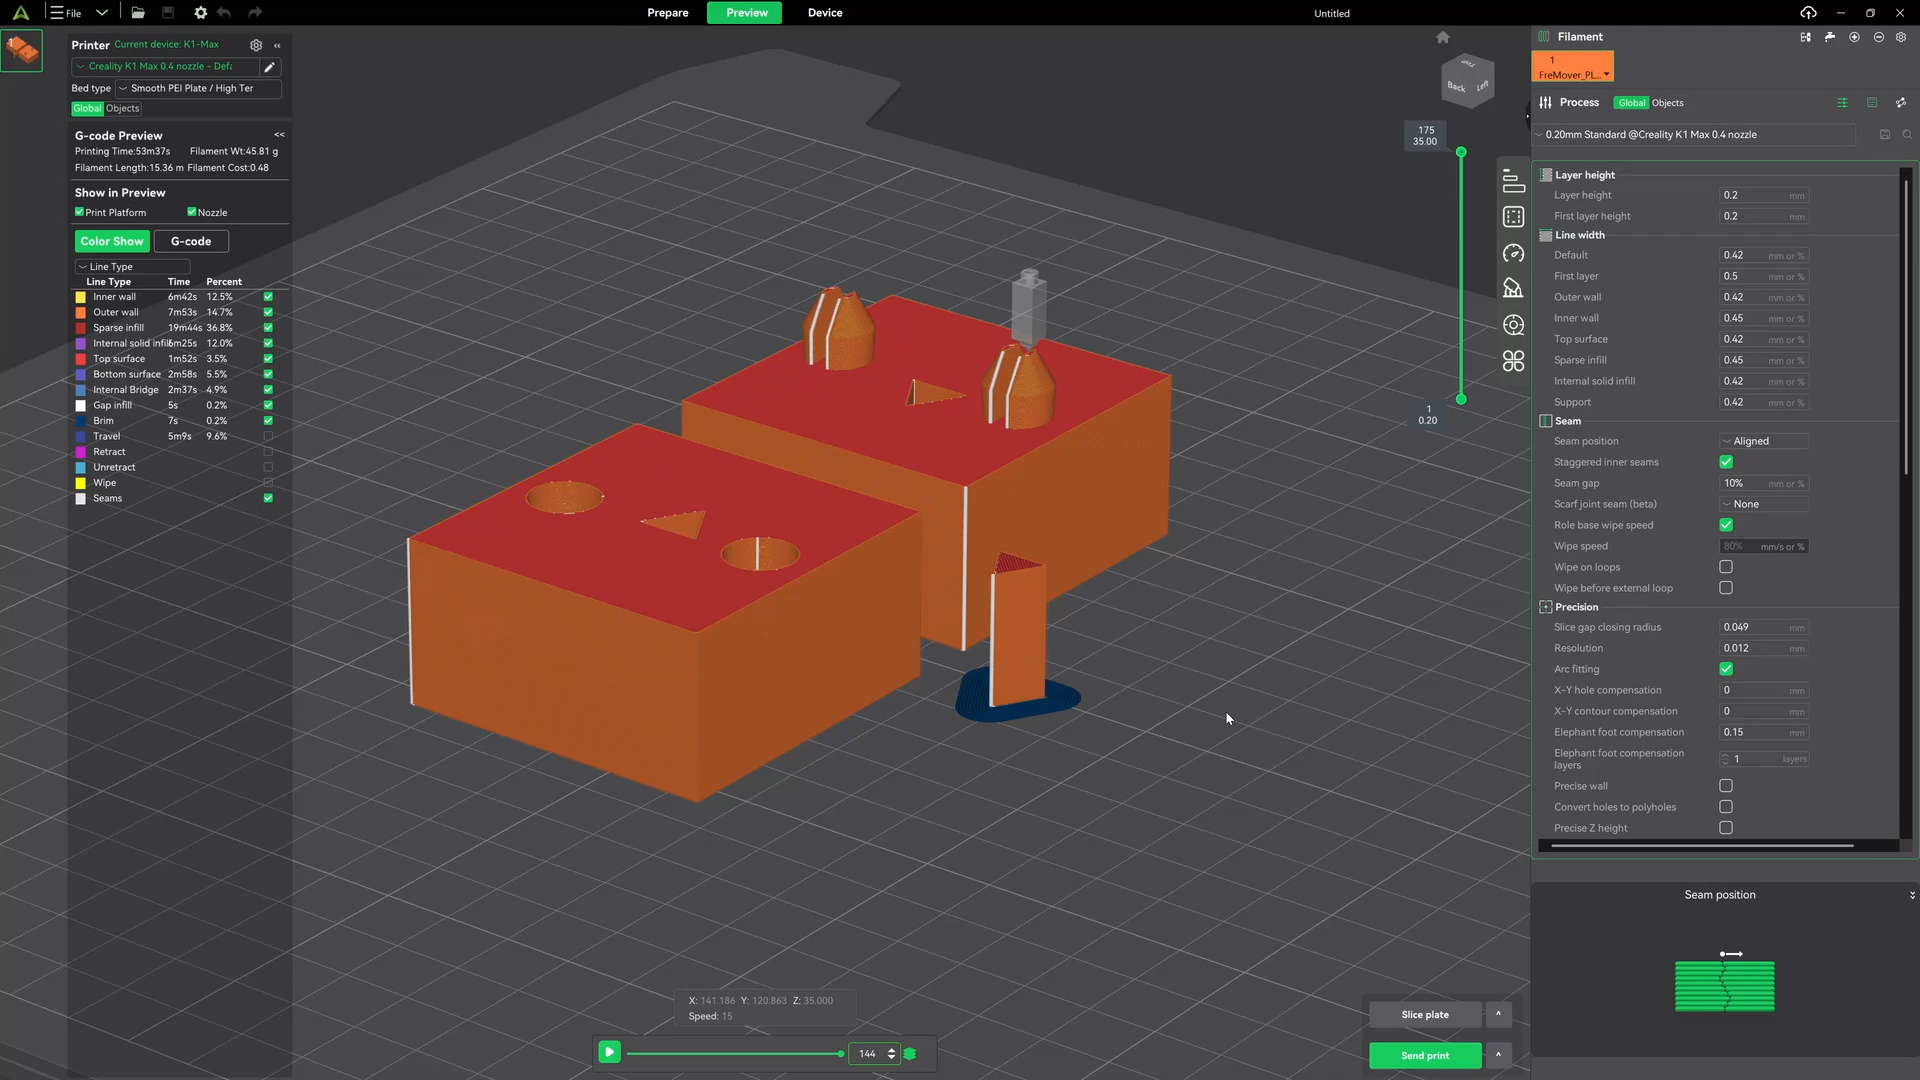 File
Prepare
Preview
Device
Untitled
Printer
Current device: K1-Max
Creality K1 Max 0.4 nozzle - Defa
Bed type
Smooth PEI Plate / High Ter
Global
Objects
G-code Preview
<<
Printing Time:53m37s
Filament Wt:45.81 g
Filament Length:15.36 m
Filament Cost:0.48
Show in Preview
Print Platform
Nozzle
Color Show
G-code
Line Type
Line Type Time Percent
Inner wall 6m42s 12.5%
Outer wall 7m53s 14.7%
Sparse infill 19m44s 36.8%
Internal solid infill 6m25s 12.0%
Top surface 1m52s 3.5%
Bottom surface 2m58s 5.5%
Internal Bridge 2m37s 4.9%
Gap infill 5s 0.2%
Brim 7s 0.2%
Travel 5m9s 9.6%
Retract
Unretract
Wipe
Seams
Top
Back
Left
175
35.00
1
0.20
X: 141.186 Y: 120.863 Z: 35.000
Speed: 15
144
Slice plate
Send print
Filament
1
FreMover_PL...
Process
Global
Objects
0.20mm Standard @Creality K1 Max 0.4 nozzle
Layer height
Layer height 0.2 mm
First layer height 0.2 mm
Line width
Default 0.42 mm or %
First layer 0.5 mm or %
Outer wall 0.42 mm or %
Inner wall 0.45 mm or %
Top surface 0.42 mm or %
Sparse infill 0.45 mm or %
Internal solid infill 0.42 mm or %
Support 0.42 mm or %
Seam
Seam position Aligned
Staggered inner seams
Seam gap 10% mm or %
Scarf joint seam (beta) None
Role base wipe speed
Wipe speed 80% mm/s or %
Wipe on loops
Wipe before external loop
Precision
Slice gap closing radius 0.049 mm
Resolution 0.012 mm
Arc fitting
X-Y hole compensation 0 mm
X-Y contour compensation 0 mm
Elephant foot compensation 0.15 mm
Elephant foot compensation
layers 1 layers
Precise wall
Convert holes to polyholes
Precise Z height
Seam position